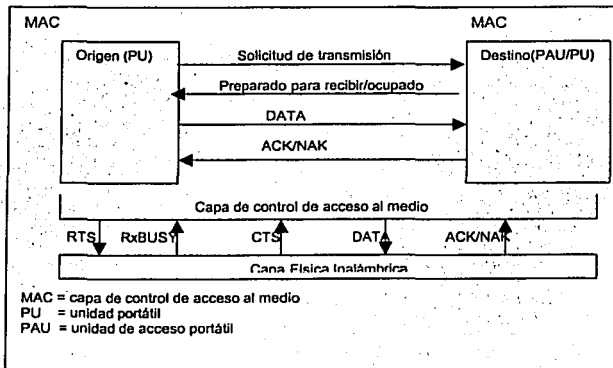 MAC MAC
Origen (PU) Solicitud de transmisión Destino(PAU/PU)
Preparado para recibir/ocupado
DATA
ACK/NAK
Capa de control de acceso al medio
RTS RxBUSY CTS DATA ACK/NAK
Capa Física Inalámbrica
MAC = capa de control de acceso al medio
PU = unidad portátil
PAU = unidad de acceso portátil